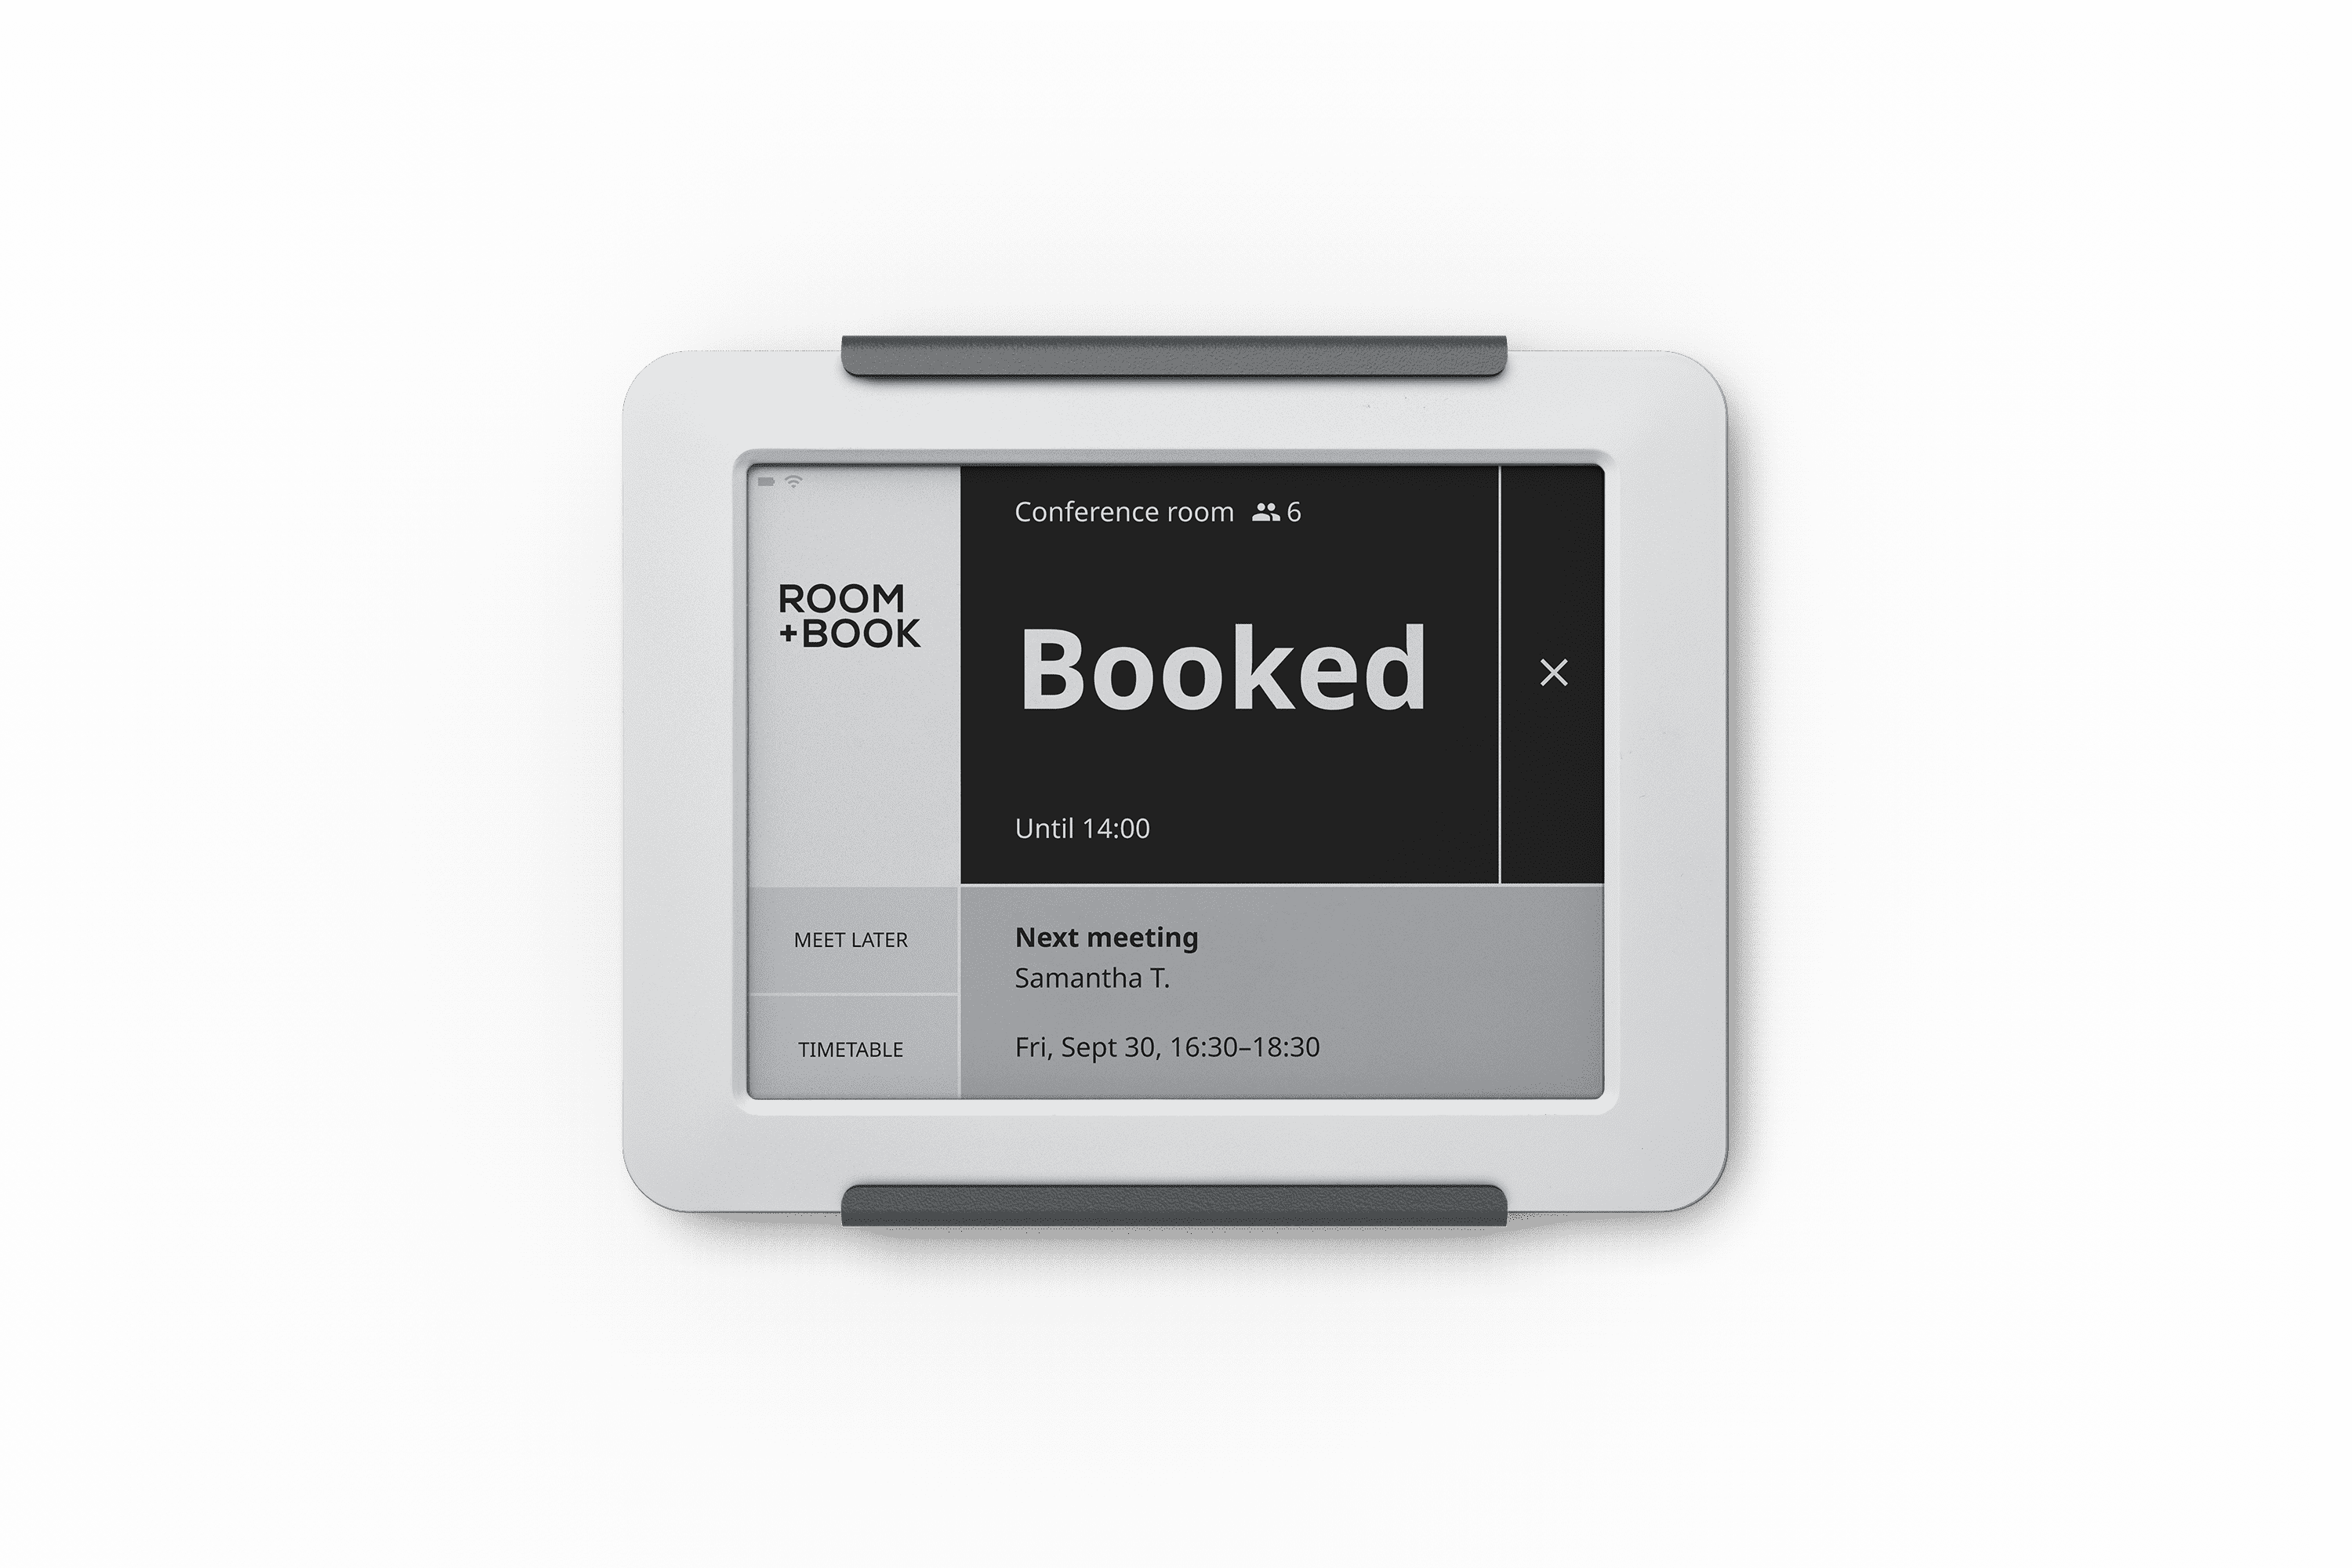 ROOM
+BOOK
MEET LATER
TIMETABLE
Conference room 6
Booked
Until 14:00
×
Next meeting
Samantha T.
Fri, Sept 30, 16:30–18:30